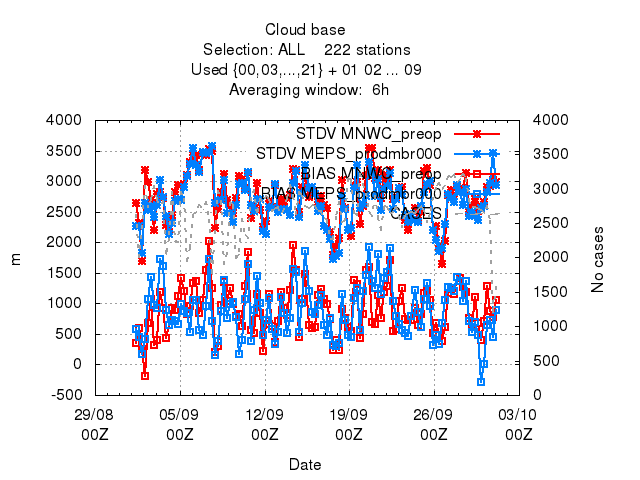 Cloud base
Selection: ALL 222 stations
Used {00,03,...,21} + 01 02 ... 09
Averaging window: 6h
STDV MNWC_preop
STDV MEPS_prodmbr000
BIAS MNWC_preop
BIAS MEPS_prodmbr000
CASES
4000
3500
3000
2500
2000
1500
1000
500
0
-500
m
4000
3500
3000
2500
2000
1500
1000
500
0
No cases
29/08 05/09 12/09 19/09 26/09 03/10
00Z 00Z 00Z 00Z 00Z 00Z
Date